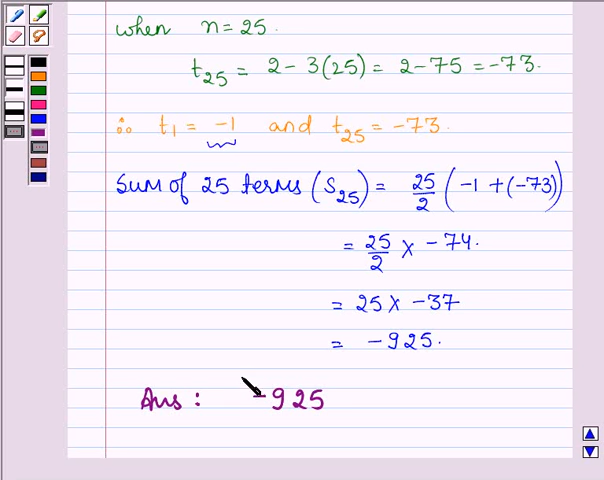 when n = 25.
t25 = 2 - 3(25) = 2 - 75 = -73.
∴ t1 = -1 and t25 = -73.
Sum of 25 terms (S25) = 25/2 (-1 + (-73))
= 25/2 × -74.
= 25 × -37
= -925.
Ans : -925